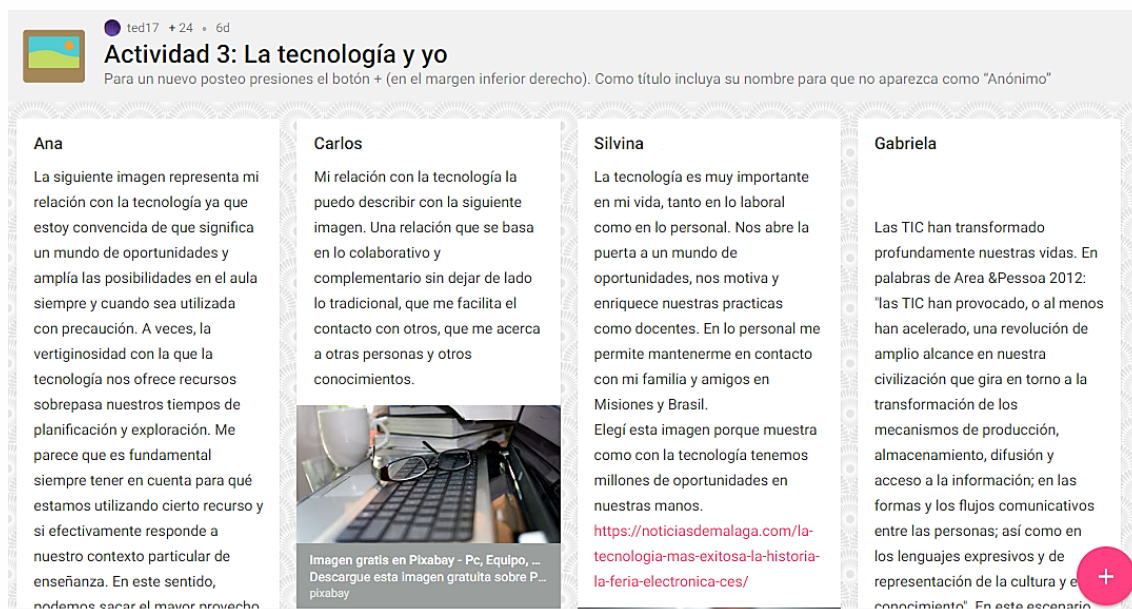 ted17 + 24 • 6d
Actividad 3: La tecnología y yo
Para un nuevo posteo presiones el botón + (en el margen inferior derecho). Como título incluya su nombre para que no aparezca como “Anónimo”
Ana
La siguiente imagen representa mi
relación con la tecnología ya que
estoy convencida de que significa
un mundo de oportunidades y
amplía las posibilidades en el aula
siempre y cuando sea utilizada
con precaución. A veces, la
vertiginosidad con la que la
tecnología nos ofrece recursos
sobrepasa nuestros tiempos de
planificación y exploración. Me
parece que es fundamental
siempre tener en cuenta para qué
estamos utilizando cierto recurso y
si efectivamente responde a
nuestro contexto particular de
enseñanza. En este sentido,
podemos sacar el mayor provecho
Carlos
Mi relación con la tecnología la
puedo describir con la siguiente
imagen. Una relación que se basa
en lo colaborativo y
complementario sin dejar de lado
lo tradicional, que me facilita el
contacto con otros, que me acerca
a otras personas y otros
conocimientos.
Imagen gratis en Pixabay - Pc, Equipo, ...
Descargue esta imagen gratuita sobre P...
pixabay
Silvina
La tecnología es muy importante
en mi vida, tanto en lo laboral
como en lo personal. Nos abre la
puerta a un mundo de
oportunidades, nos motiva y
enriquece nuestras practicas
como docentes. En lo personal me
permite mantenerme en contacto
con mi familia y amigos en
Misiones y Brasil.
Elegí esta imagen porque muestra
como con la tecnología tenemos
millones de oportunidades en
nuestras manos.
https://noticiasdemalaga.com/la-
tecnologia-mas-exitosa-la-historia-
la-feria-electronica-ces/
Gabriela
Las TIC han transformado
profundamente nuestras vidas. En
palabras de Area &Pessoa 2012:
"las TIC han provocado, o al menos
han acelerado, una revolución de
amplio alcance en nuestra
civilización que gira en torno a la
transformación de los
mecanismos de producción,
almacenamiento, difusión y
acceso a la información; en las
formas y los flujos comunicativos
entre las personas; así como en
los lenguajes expresivos y de
representación de la cultura y e
conocimiento". En este escenario
+